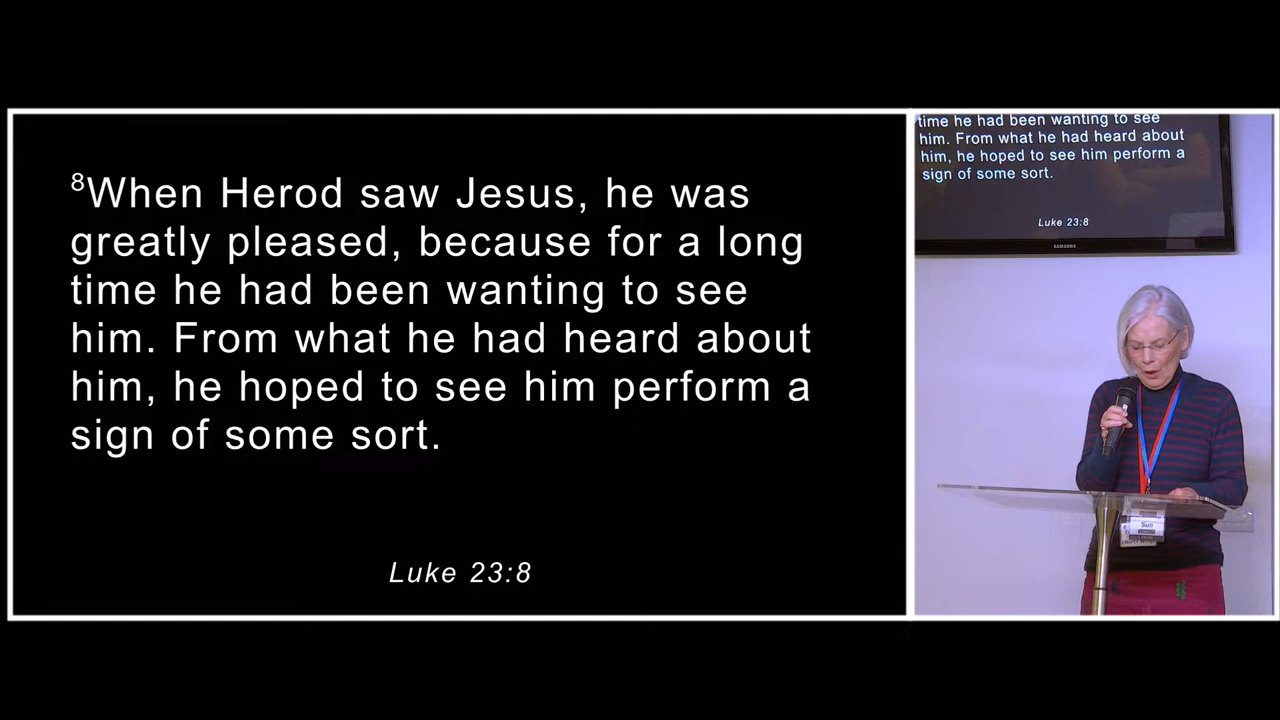 ⁸When Herod saw Jesus, he was
greatly pleased, because for a long
time he had been wanting to see
him. From what he had heard about
him, he hoped to see him perform a
sign of some sort.
Luke 23:8
time he had been wanting to see
him. From what he had heard about
him, he hoped to see him perform a
sign of some sort.
Luke 23:8
SAMSUNG
Sue